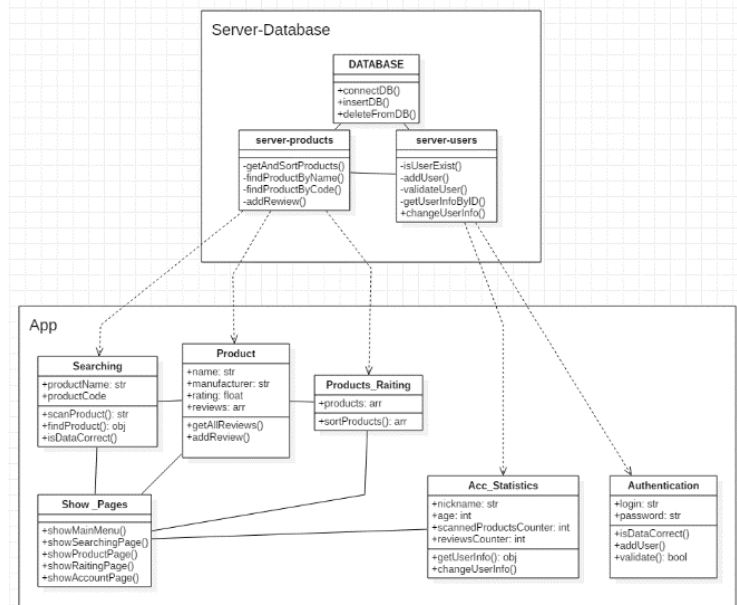 Server-Database
DATABASE
+connectDB()
+insertDB()
+deleteFromDB()
server-products
-getAndSortProducts()
-findProductByName()
-findProductByCode()
-addRewiew()
server-users
-isUserExist()
-addUser()
-validateUser()
-getUserInfoByID()
+changeUserInfo()
App
Searching
+productName: str
+productCode
+scanProduct(): str
+findProduct(): obj
+isDataCorrect()
Product
+name: str
+manufacturer: str
+rating: float
+reviews: arr
+getAllReviews()
+addReview()
Products_Raiting
+products: arr
+sortProducts(): arr
Show _Pages
+showMainMenu()
+showSearchingPage()
+showProductPage()
+showRaitingPage()
+showAccountPage()
Acc_Statistics
+nickname: str
+age: int
+scannedProductsCounter: int
+reviewsCounter: int
+getUserInfo(): obj
+changeUserInfo()
Authentication
+login: str
+password: str
+isDataCorrect()
+addUser()
+validate(): bool